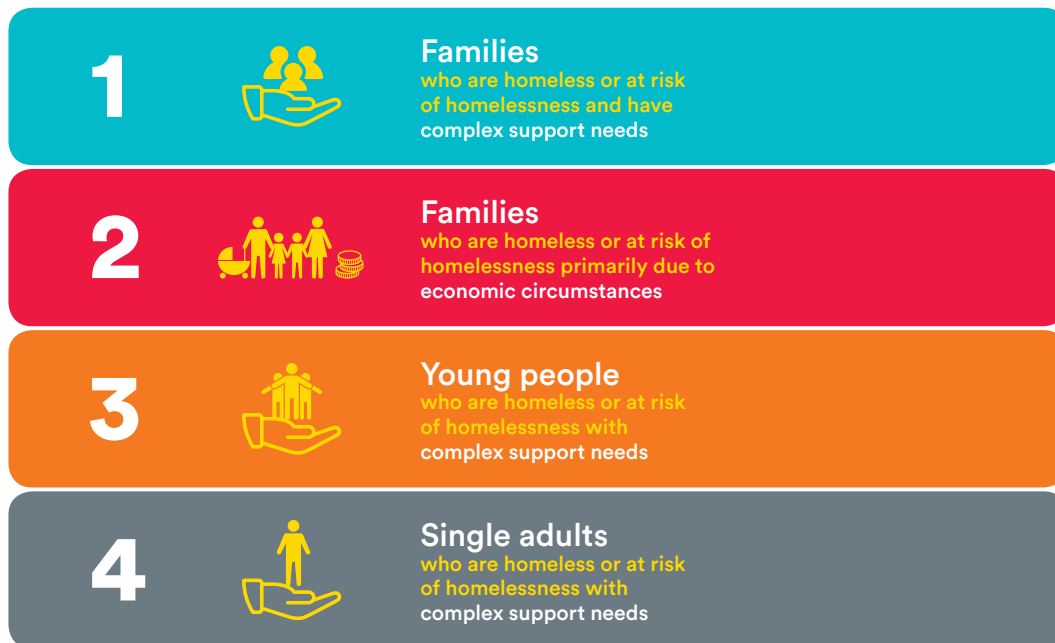 1
Families
who are homeless or at risk
of homelessness and have
complex support needs
2
Families
who are homeless or at risk of
homelessness primarily due to
economic circumstances
3
Young people
who are homeless or at risk
of homelessness with
complex support needs
4
Single adults
who are homeless or at risk
of homelessness with
complex support needs